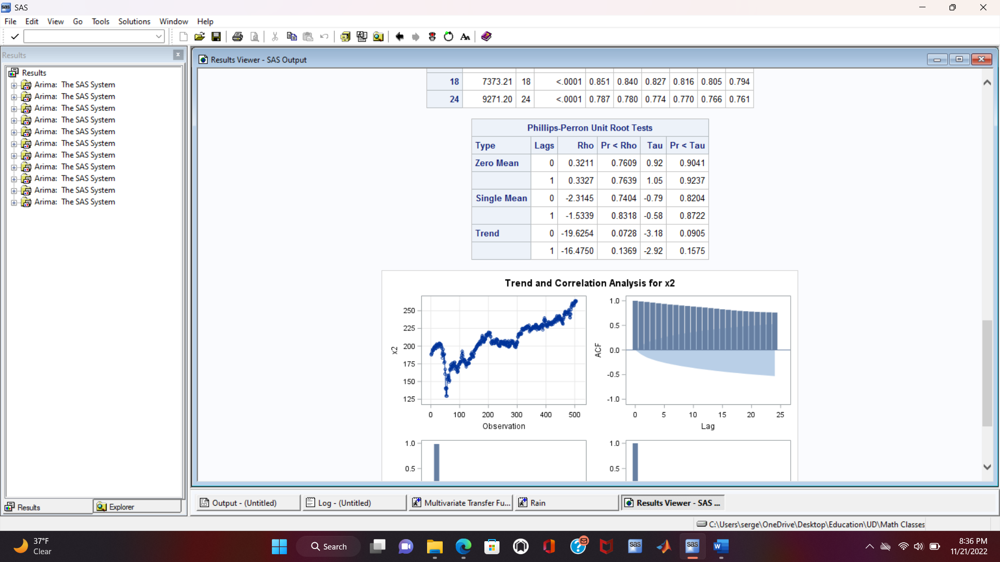 SAS
File Edit View Go Tools Solutions Window Help
Results
Results
Arima: The SAS System
Arima: The SAS System
Arima: The SAS System
Arima: The SAS System
Arima: The SAS System
Arima: The SAS System
Arima: The SAS System
Arima: The SAS System
Arima: The SAS System
Arima: The SAS System
Arima: The SAS System
Results Explorer
Results Viewer - SAS Output
18 7373.21 18 <.0001 0.851 0.840 0.827 0.816 0.805 0.794
24 9271.20 24 <.0001 0.787 0.780 0.774 0.770 0.766 0.761
Phillips-Perron Unit Root Tests
Type Lags Rho Pr < Rho Tau Pr < Tau
Zero Mean 0 0.3211 0.7609 0.92 0.9041
1 0.3327 0.7639 1.05 0.9237
Single Mean 0 -2.3145 0.7404 -0.79 0.8204
1 -1.5339 0.8318 -0.58 0.8722
Trend 0 -19.6254 0.0728 -3.18 0.0905
1 -16.4750 0.1369 -2.92 0.1575
Trend and Correlation Analysis for x2
x2
250
225
200
175
150
125
0 100 200 300 400 500
Observation
ACF
1.0
0.5
0.0
-0.5
-1.0
0 5 10 15 20 25
Lag
1.0
0.5
1.0
0.5
Output - (Untitled) Log - (Untitled) Multivariate Transfer Fu... Rain Results Viewer - SAS ...
C:\Users\serge\OneDrive\Desktop\Education\UD\Math Classes
37°F
Clear
Search
sas
sas
W
8:36 PM
11/21/2022